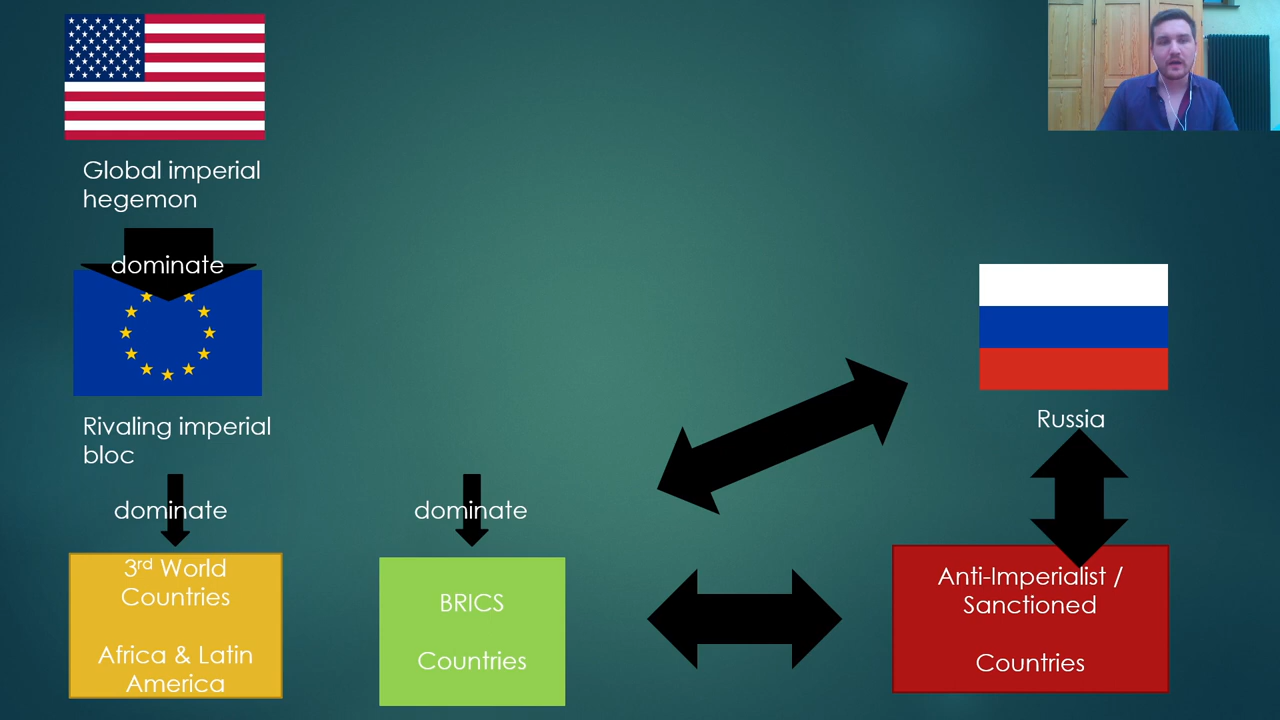 Global imperial
hegemon
dominate
Rivaling imperial
bloc
dominate
3rd World
Countries
Africa & Latin
America
dominate
BRICS
Countries
Russia
Anti-Imperialist /
Sanctioned
Countries